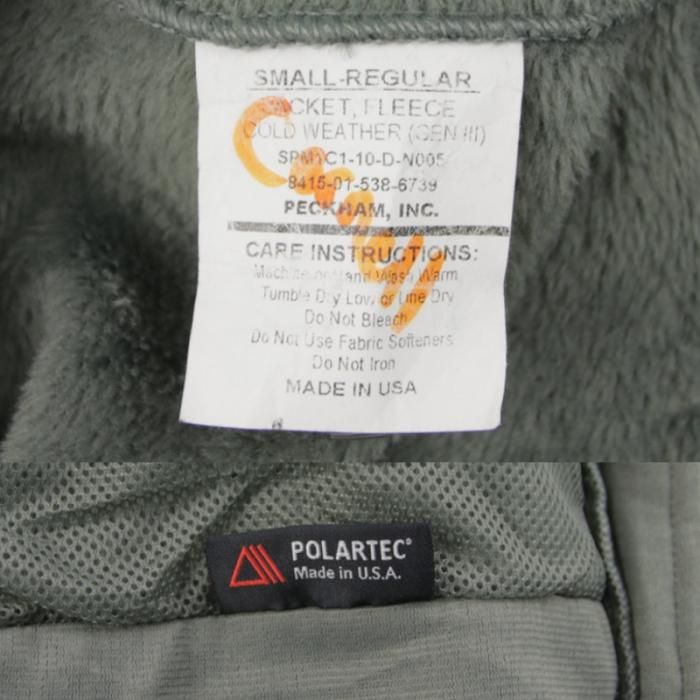 SMALL-REGULAR
JACKET, FLEECE
COLD WEATHER (GEN III)
SPM1C1-10-D-N005
8415-01-538-6739
PECKHAM, INC.
CARE INSTRUCTIONS:
Machine or Hand Wash Warm
Tumble Dry Low, or Line Dry
Do Not Bleach
Do Not Use Fabric Softeners
Do Not Iron
MADE IN USA
POLARTEC®
Made in U.S.A.